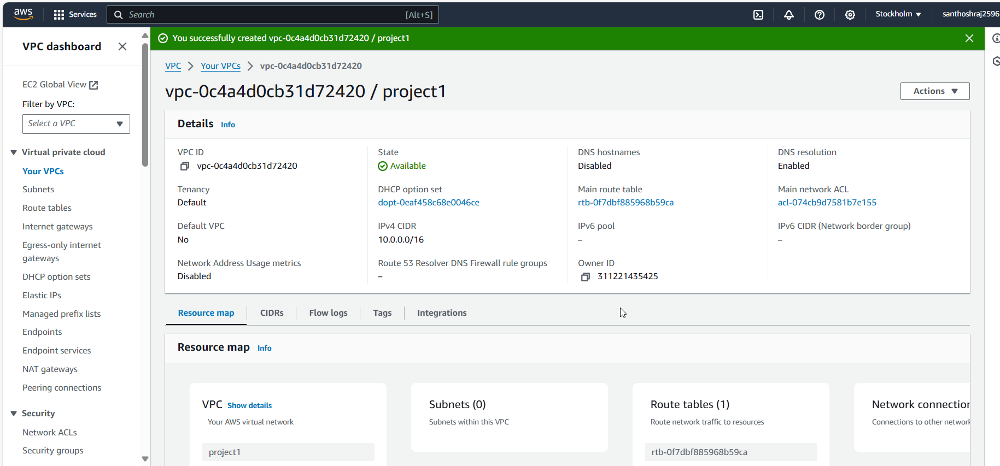 aws
Services
Search
[Alt+S]
Stockholm
santhoshraj2596
VPC dashboard
EC2 Global View
Filter by VPC:
Select a VPC
Virtual private cloud
Your VPCs
Subnets
Route tables
Internet gateways
Egress-only internet
gateways
DHCP option sets
Elastic IPs
Managed prefix lists
Endpoints
Endpoint services
NAT gateways
Peering connections
Security
Network ACLs
Security groups
You successfully created vpc-0c4a4d0cb31d72420 / project1
VPC > Your VPCs > vpc-0c4a4d0cb31d72420
vpc-0c4a4d0cb31d72420 / project1
Actions
Details Info
VPC ID
vpc-0c4a4d0cb31d72420
State
Available
DNS hostnames
Disabled
DNS resolution
Enabled
Tenancy
Default
DHCP option set
dopt-0eaf458c68e0046ce
Main route table
rtb-0f7dbf885968b59ca
Main network ACL
acl-074cb9d7581b7e155
Default VPC
No
IPv4 CIDR
10.0.0.0/16
IPv6 pool
–
IPv6 CIDR (Network border group)
–
Network Address Usage metrics
Disabled
Route 53 Resolver DNS Firewall rule groups
–
Owner ID
311221435425
Resource map
CIDRs
Flow logs
Tags
Integrations
Resource map Info
VPC Show details
Your AWS virtual network
project1
Subnets (0)
Subnets within this VPC
Route tables (1)
Route network traffic to resources
rtb-0f7dbf885968b59ca
Network connection
Connections to other network